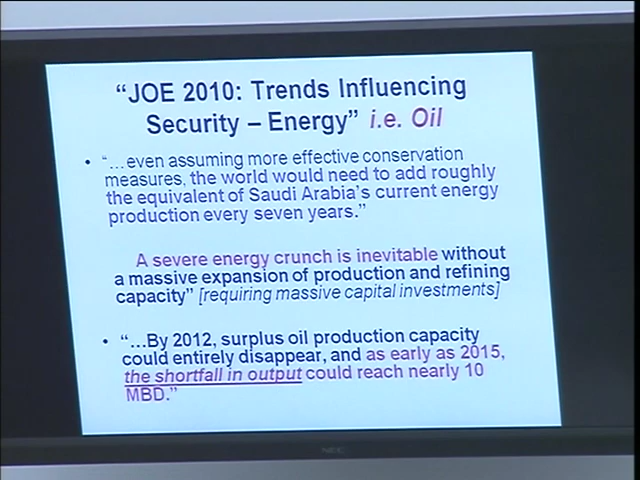 “JOE 2010: Trends Influencing
Security – Energy” i.e. Oil
• “…even assuming more effective conservation
measures, the world would need to add roughly
the equivalent of Saudi Arabia’s current energy
production every seven years.”
A severe energy crunch is inevitable without
a massive expansion of production and refining
capacity” [requiring massive capital investments]
• “…By 2012, surplus oil production capacity
could entirely disappear, and as early as 2015,
the shortfall in output could reach nearly 10
MBD.”
NEC